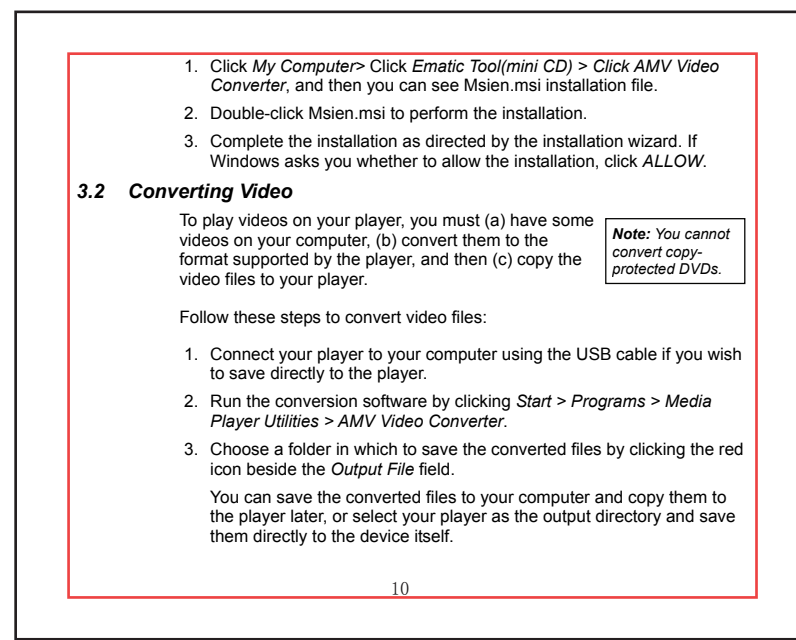 1. Click My Computer> Click Ematic Tool(mini CD) > Click AMV Video
Converter, and then you can see Msien.msi installation file.
2. Double-click Msien.msi to perform the installation.
3. Complete the installation as directed by the installation wizard. If
Windows asks you whether to allow the installation, click ALLOW.
3.2 Converting Video
To play videos on your player, you must (a) have some
videos on your computer, (b) convert them to the
format supported by the player, and then (c) copy the
video files to your player.
Note: You cannot
convert copy-
protected DVDs.
Follow these steps to convert video files:
1. Connect your player to your computer using the USB cable if you wish
to save directly to the player.
2. Run the conversion software by clicking Start > Programs > Media
Player Utilities > AMV Video Converter.
3. Choose a folder in which to save the converted files by clicking the red
icon beside the Output File field.
You can save the converted files to your computer and copy them to
the player later, or select your player as the output directory and save
them directly to the device itself.
10